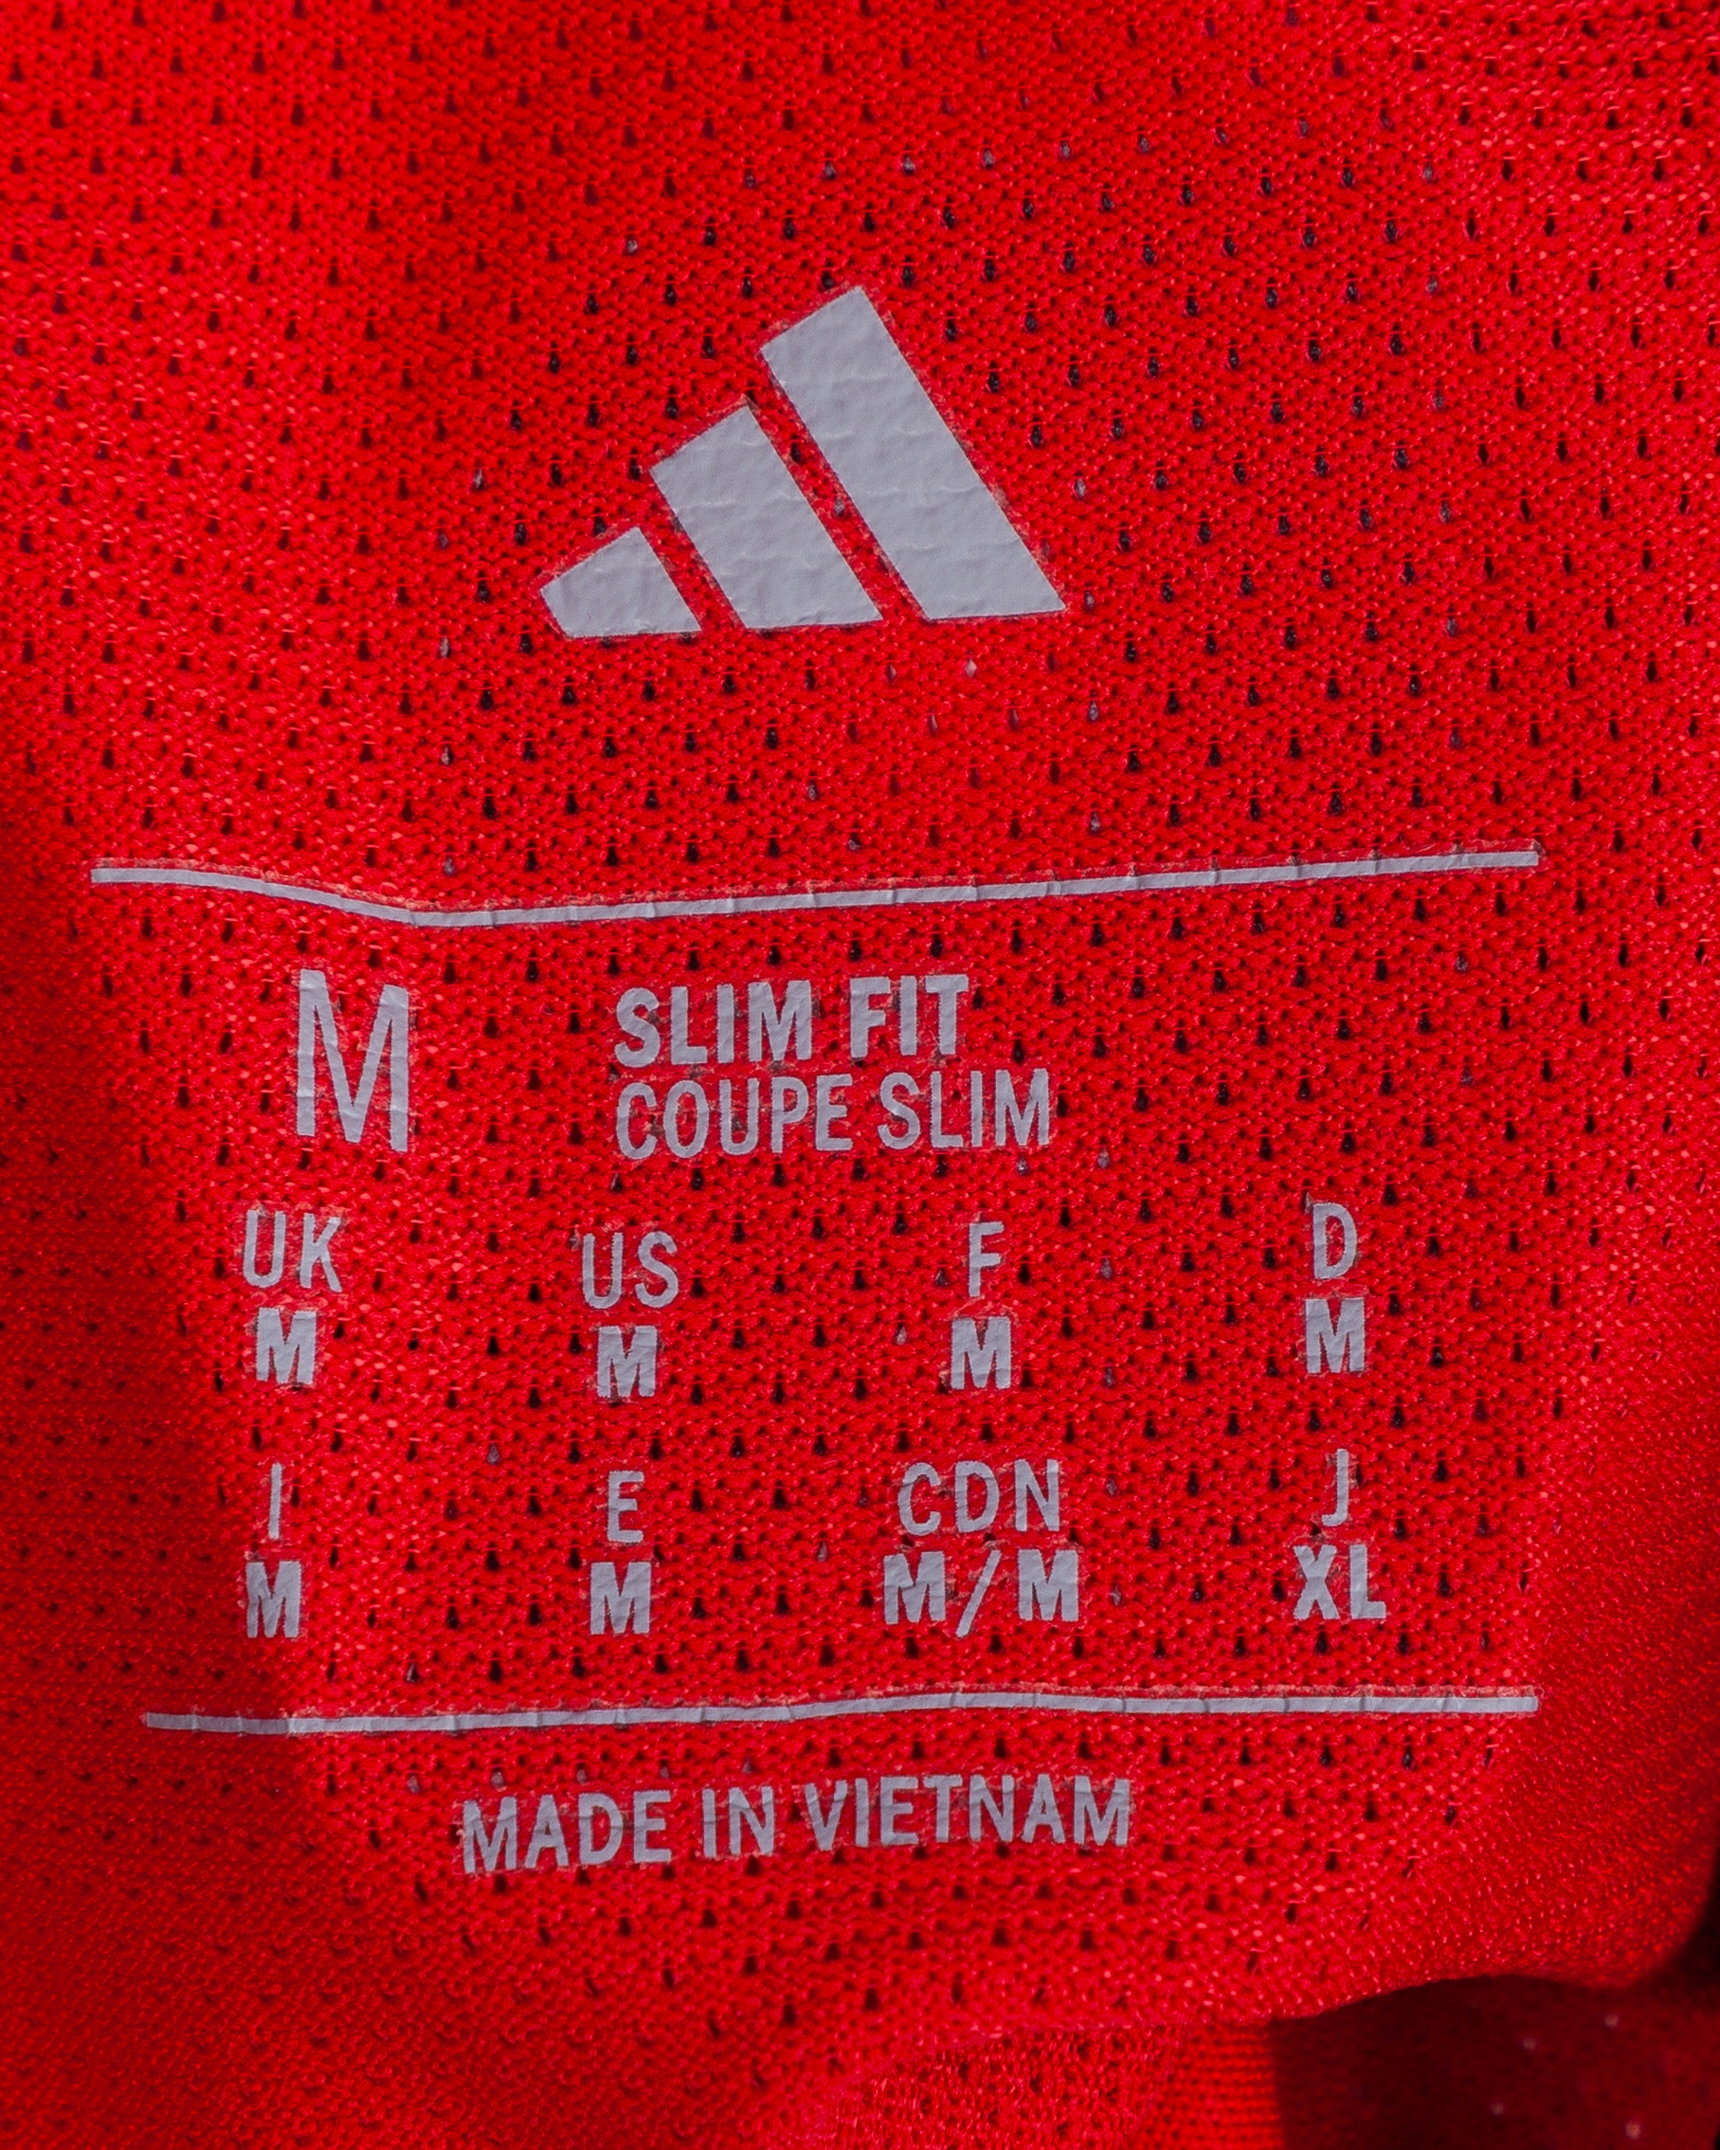 M
SLIM FIT
COUPE SLIM
UK US F D
M M M M
I E CDN J
M M M/M XL
MADE IN VIETNAM